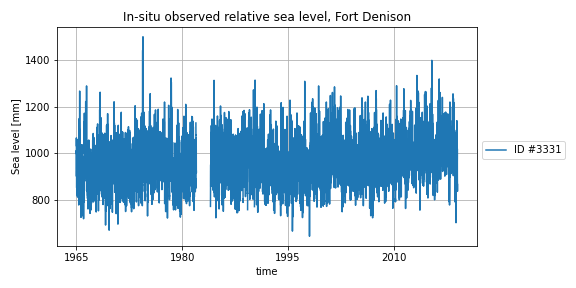 In-situ observed relative sea level, Fort Denison
1400
1200
1000
800
Sea level [mm]
1965
1980
1995
2010
time
ID #3331